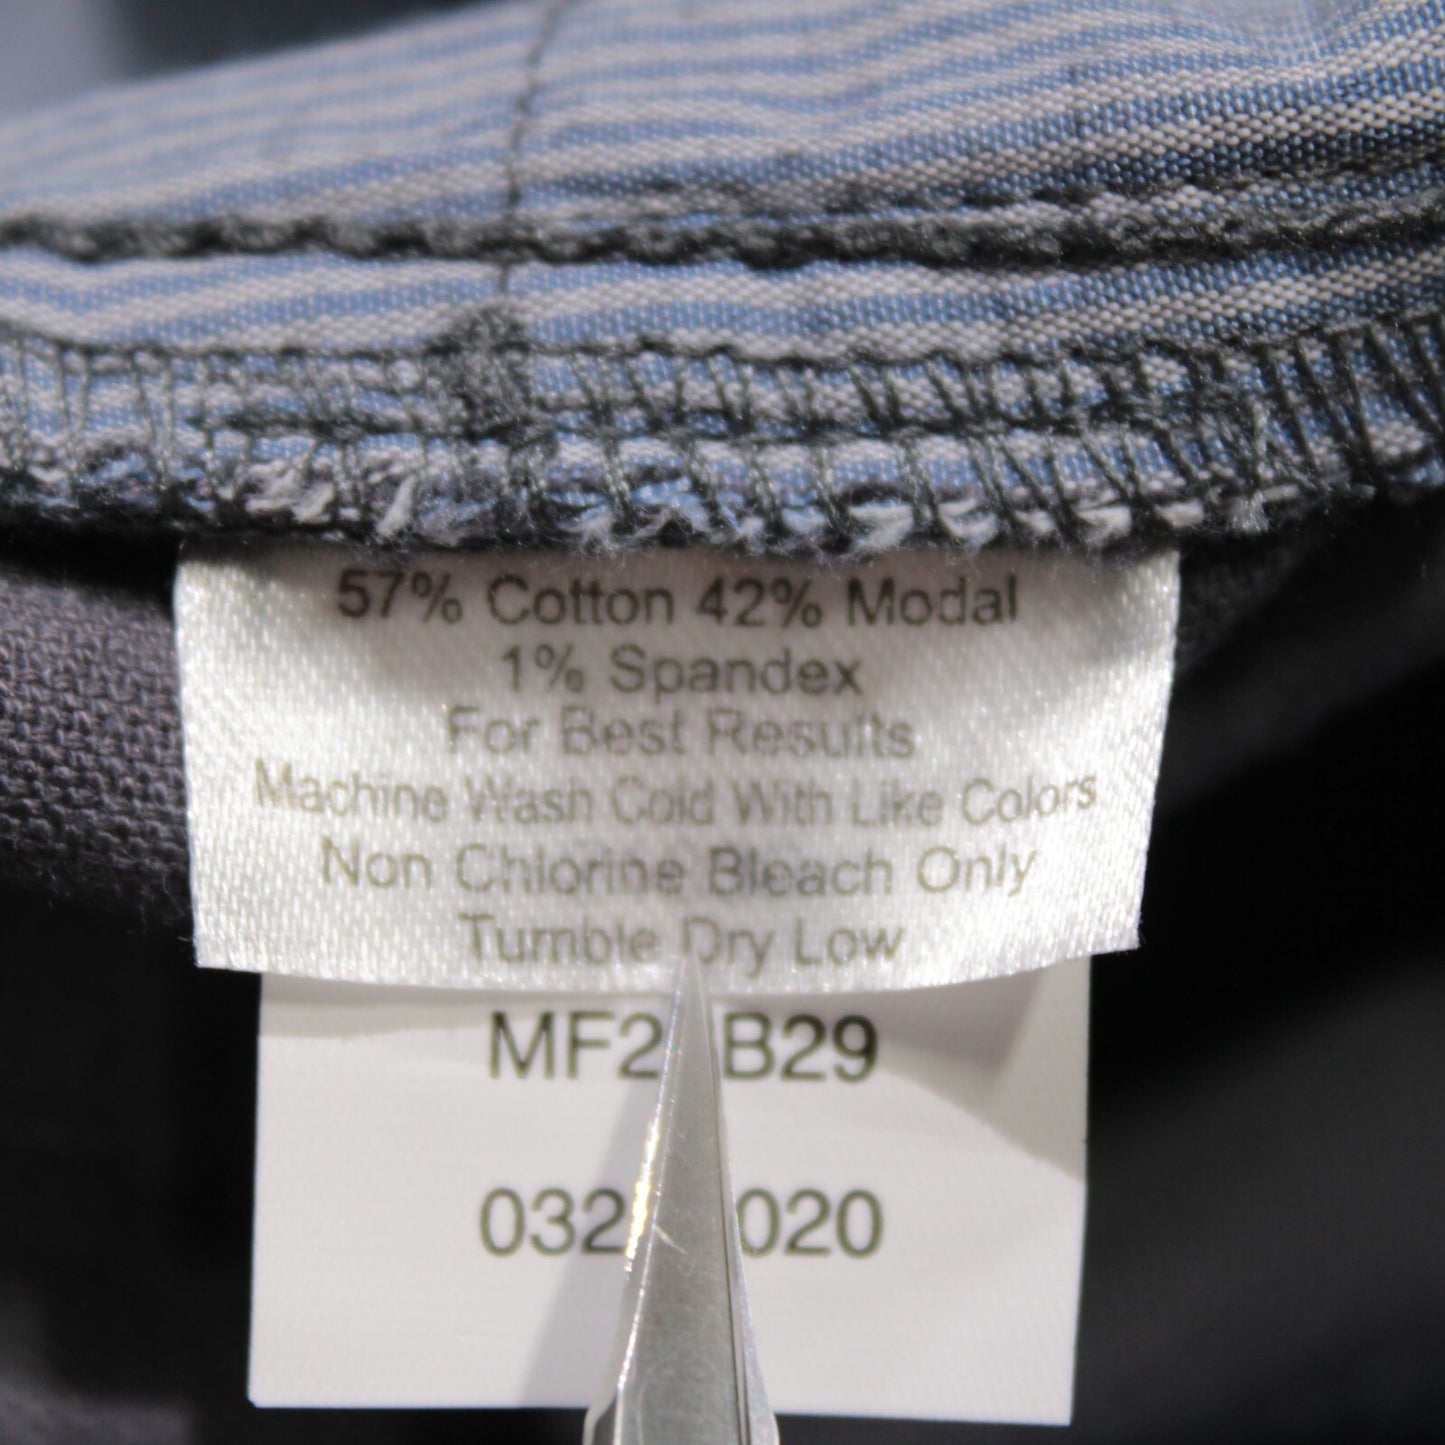 57% Cotton 42% Modal
1% Spandex
For Best Results
Machine Wash Cold With Like Colors
Non Chlorine Bleach Only
Tumble Dry Low